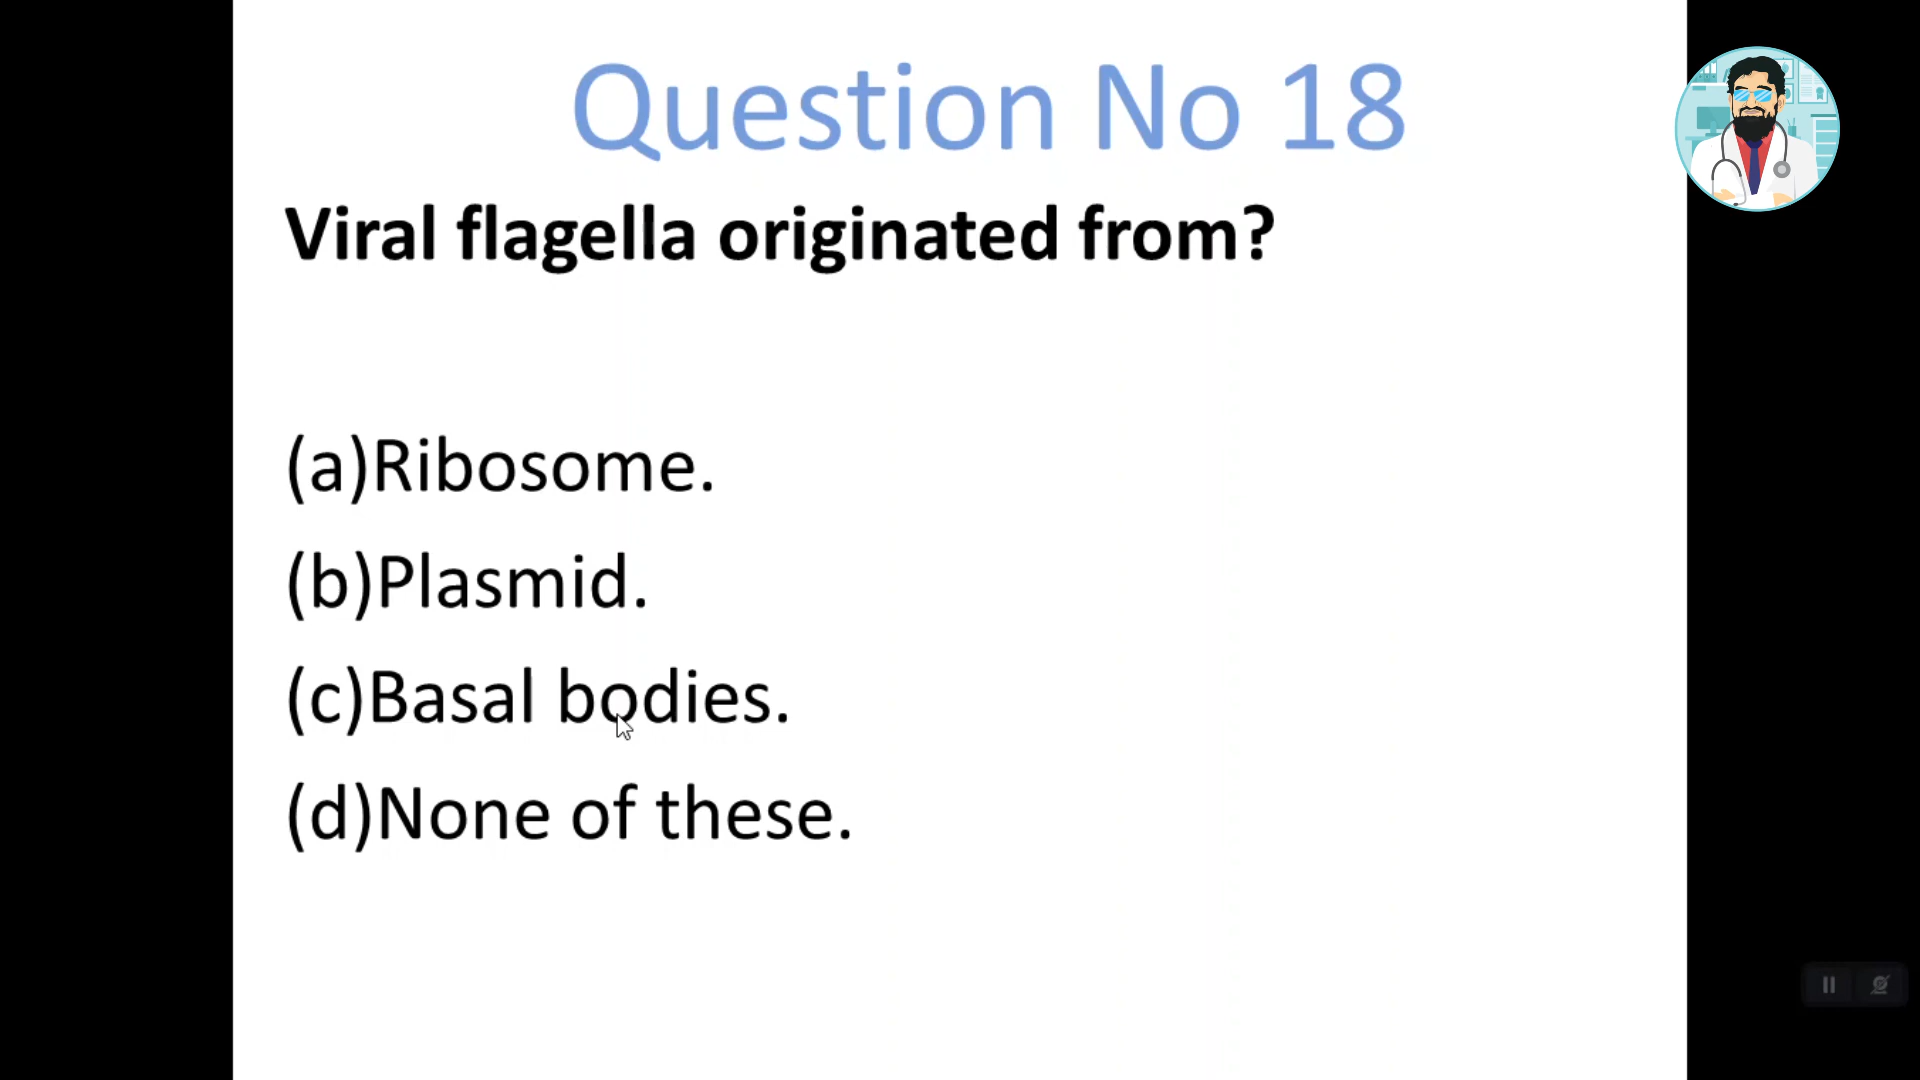 Question No 18
Viral flagella originated from?
(a)Ribosome.
(b)Plasmid.
(c)Basal bodies.
(d)None of these.